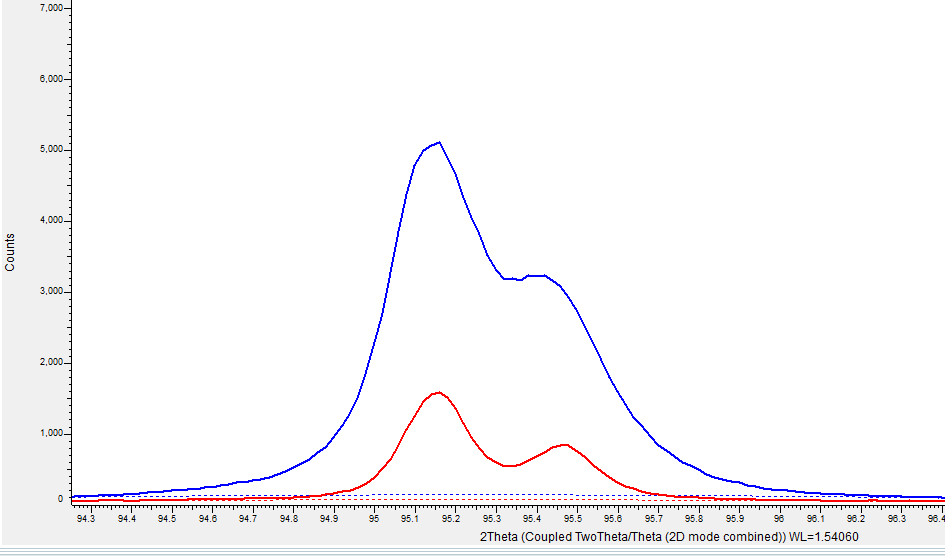 7,000
6,000
5,000
4,000
3,000
2,000
1,000
0
Counts
94.3 94.4 94.5 94.6 94.7 94.8 94.9 95 95.1 95.2 95.3 95.4 95.5 95.6 95.7 95.8 95.9 96 96.1 96.2 96.3 96.4
2Theta (Coupled TwoTheta/Theta (2D mode combined)) WL=1.54060